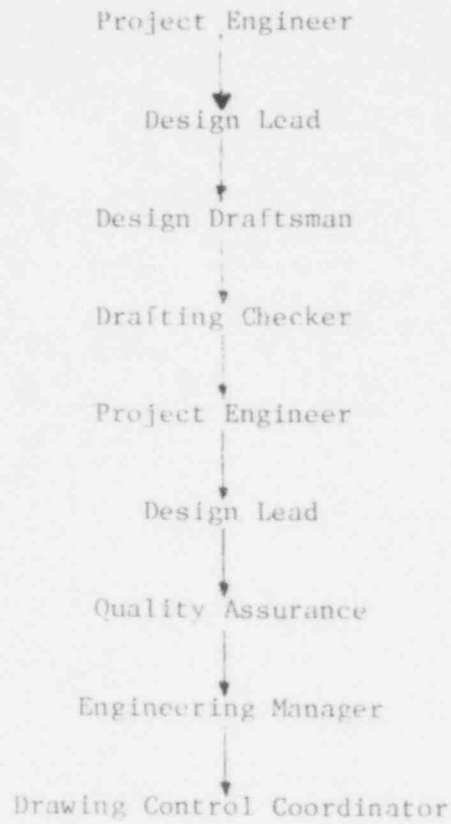 Project Engineer
Design Lead
Design Draftsman
Drafting Checker
Project Engineer
Design Lead
Quality Assurance
Engineering Manager
Drawing Control Coordinator